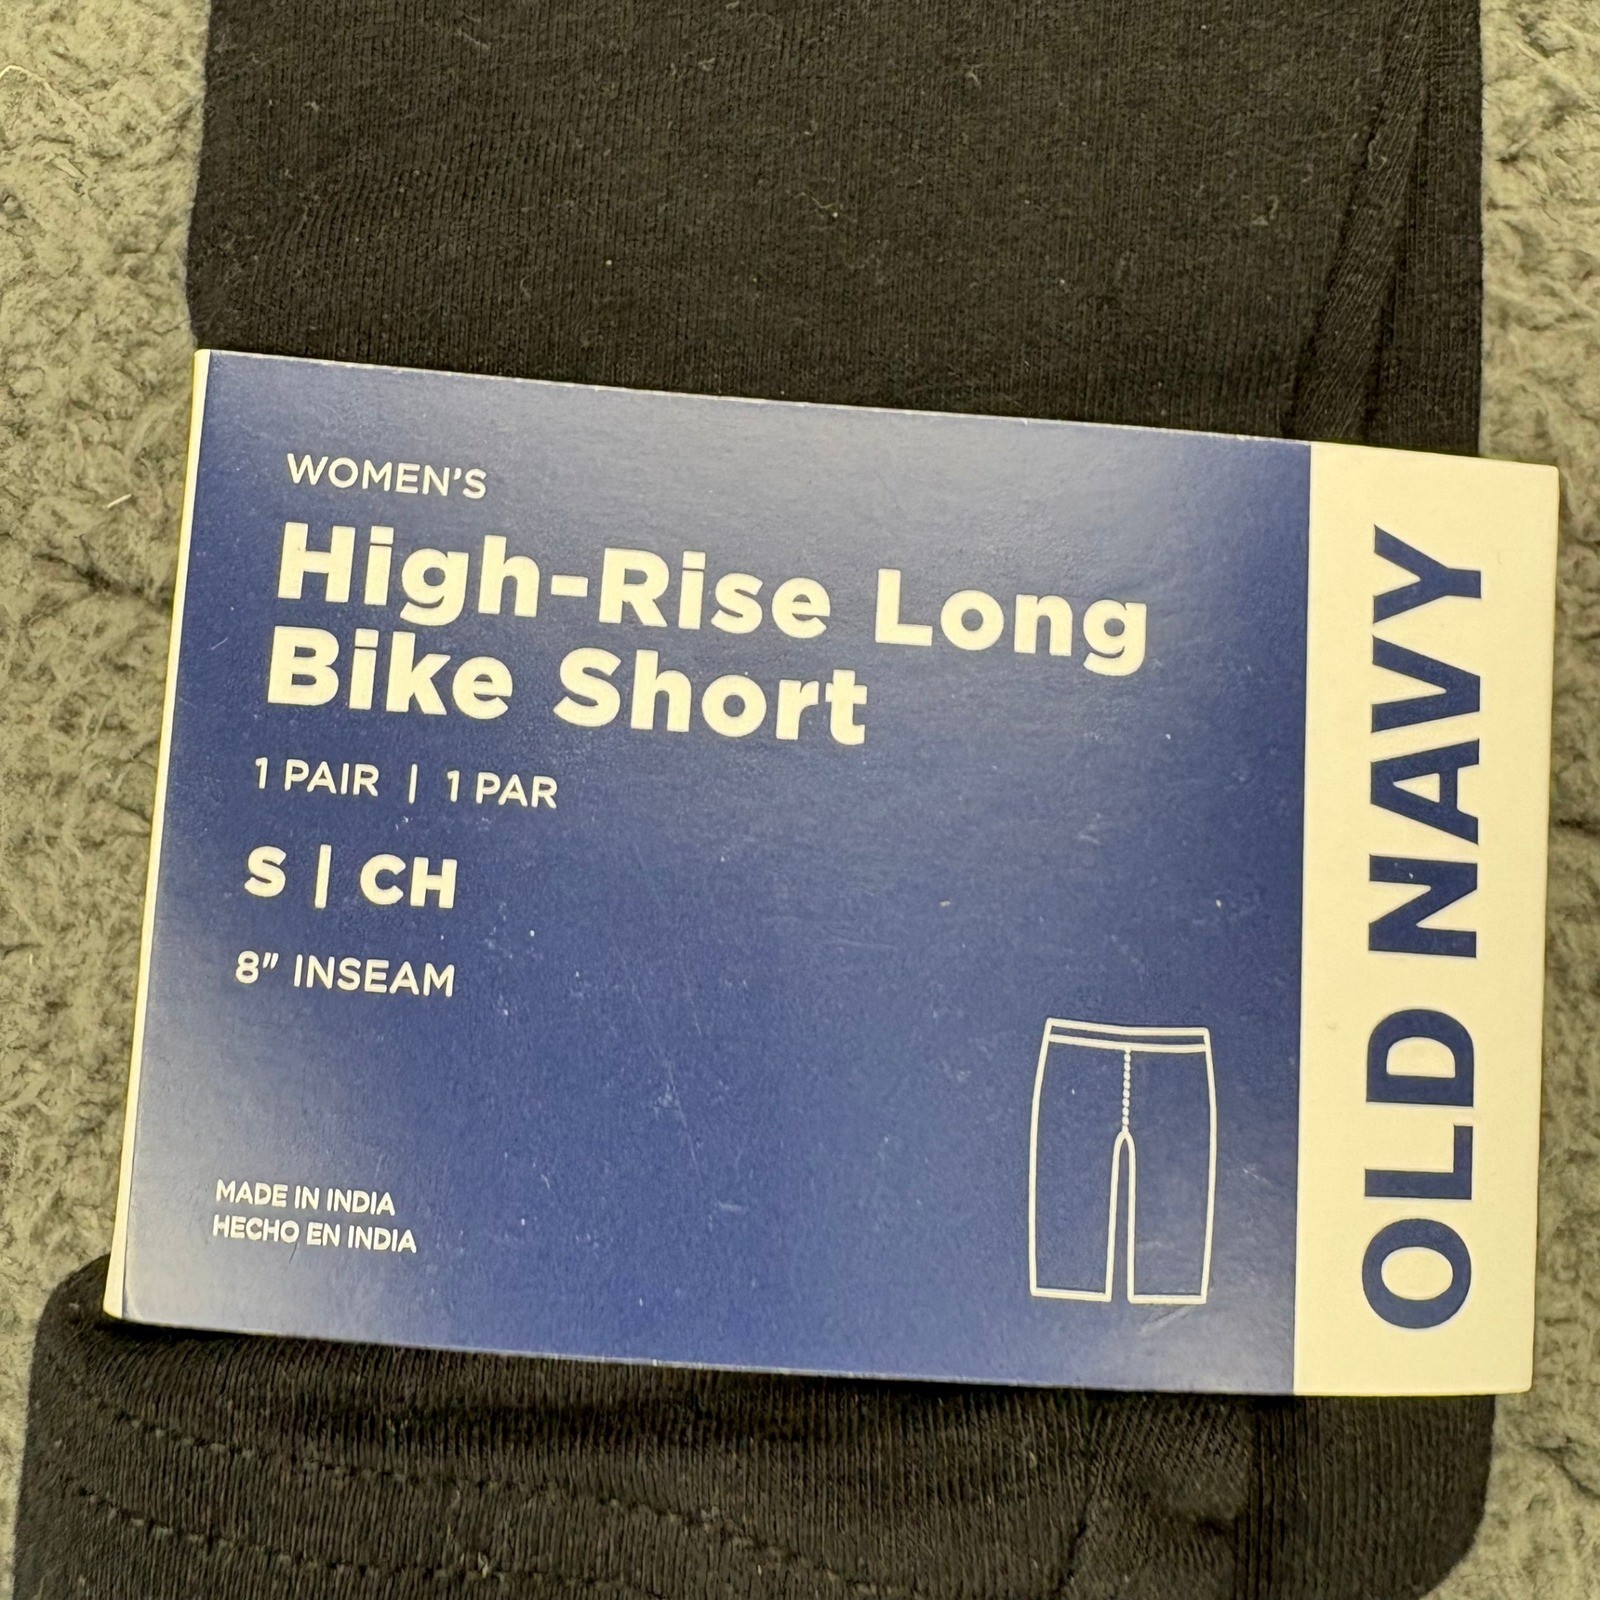 WOMEN'S
High-Rise Long
Bike Short
1 PAIR | 1 PAR
S | CH
8" INSEAM
MADE IN INDIA
HECHO EN INDIA
OLD NAVY